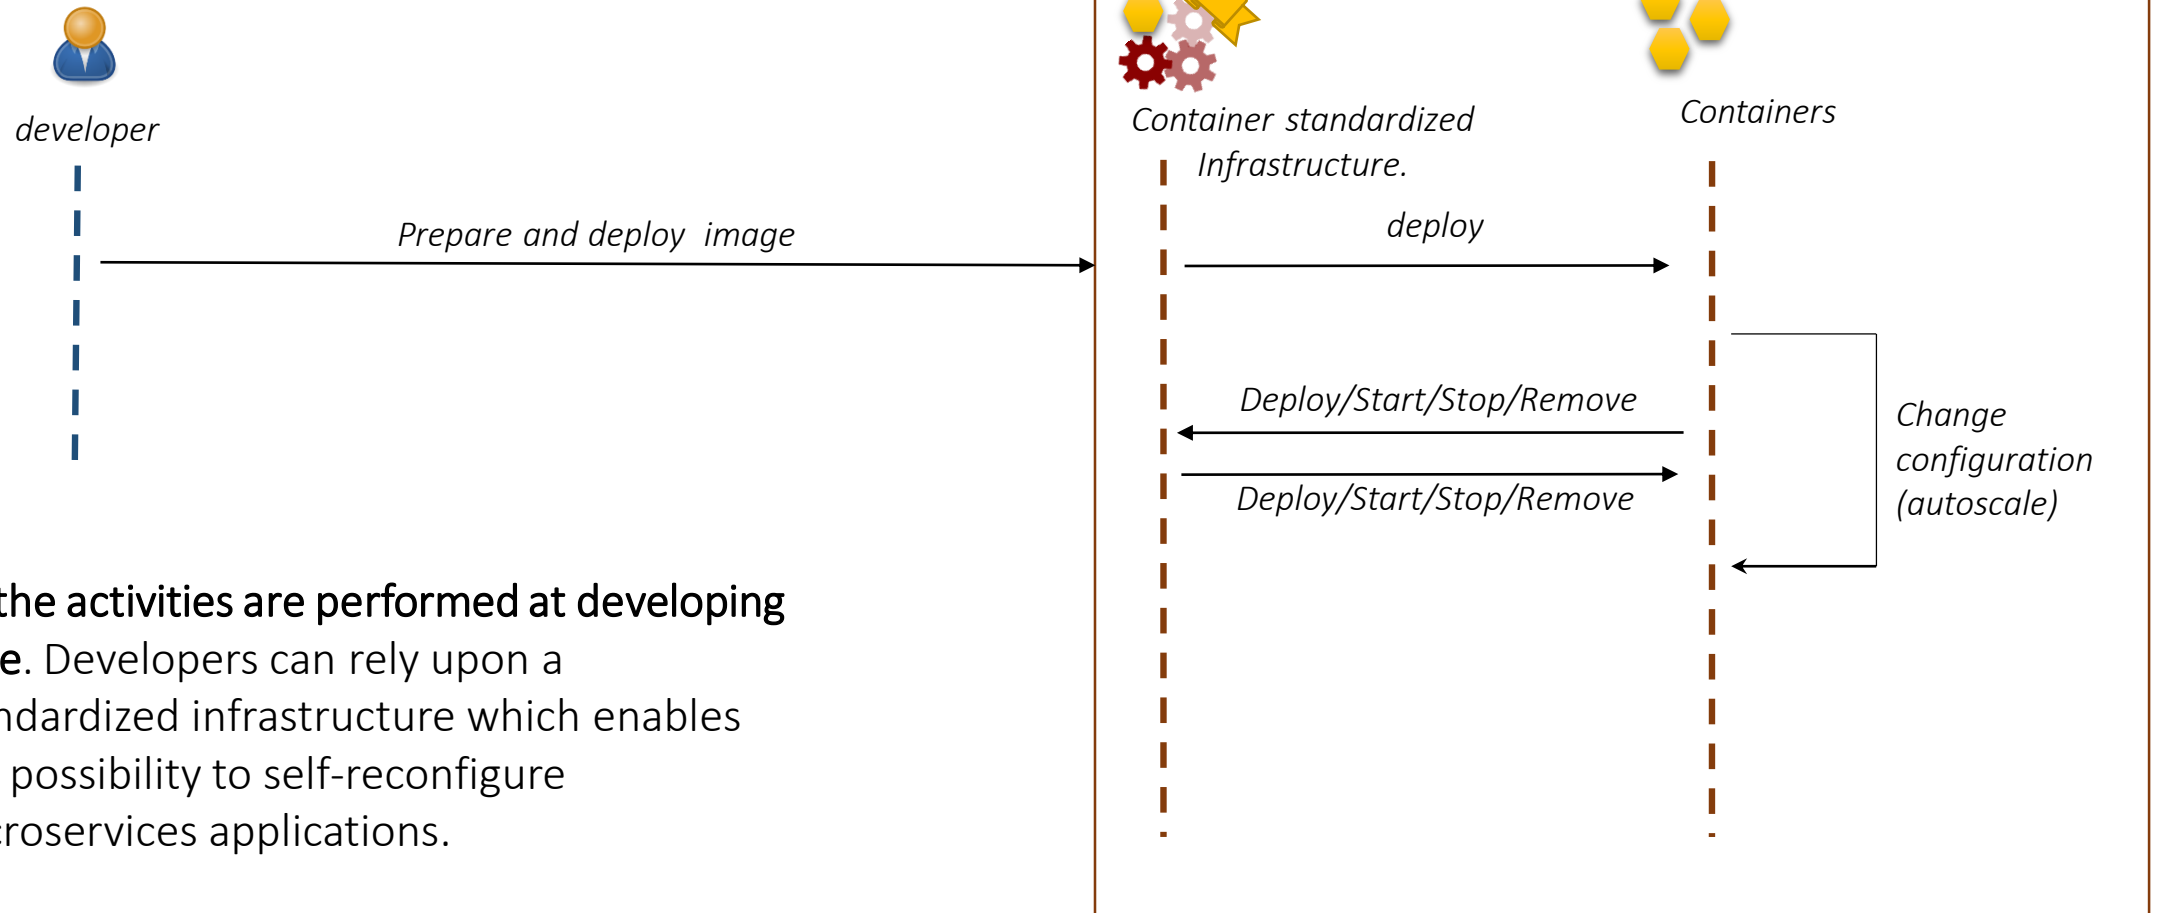 developer
Container standardized
Infrastructure.
Containers
Prepare and deploy image
deploy
Deploy/Start/Stop/Remove
Deploy/Start/Stop/Remove
Change
configuration
(autoscale)
the activities are performed at developing
e. Developers can rely upon a
ndardized infrastructure which enables
possibility to self-reconfigure
croservices applications.